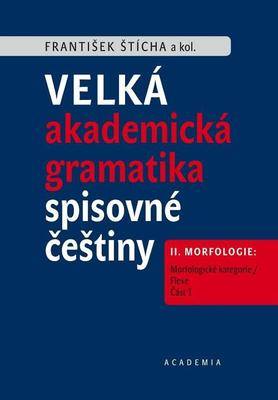 FRANTIŠEK ŠTÍCHA a kol.
VELKÁ
akademická
gramatika
spisovné
češtiny
II. MORFOLOGIE:
Morfologické kategorie /
Flexe
Část 1
ACADEMIA